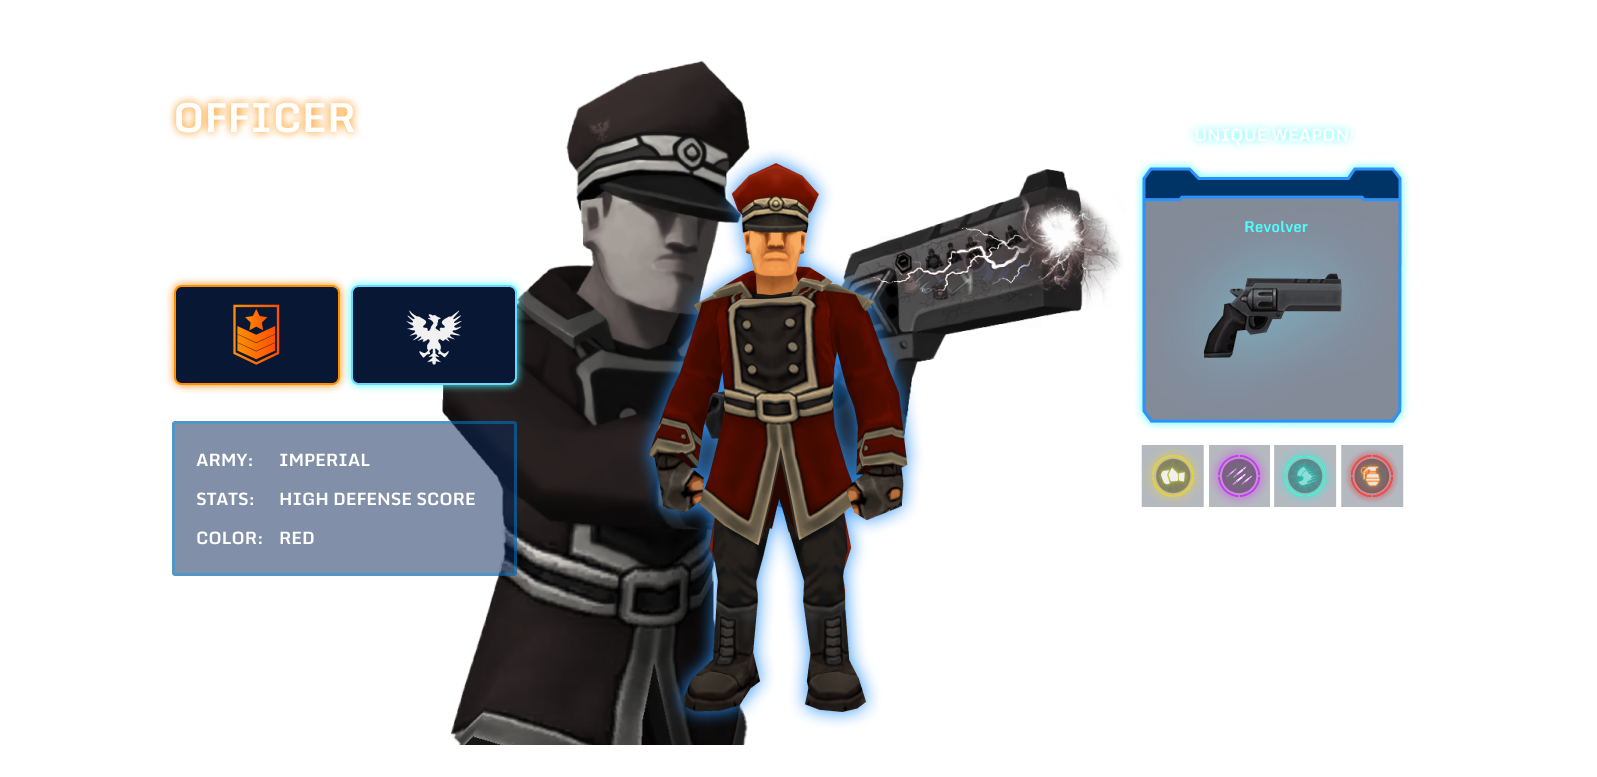 OFFICER
UNIQUE WEAPON
Revolver
ARMY: IMPERIAL
STATS: HIGH DEFENSE SCORE
COLOR: RED